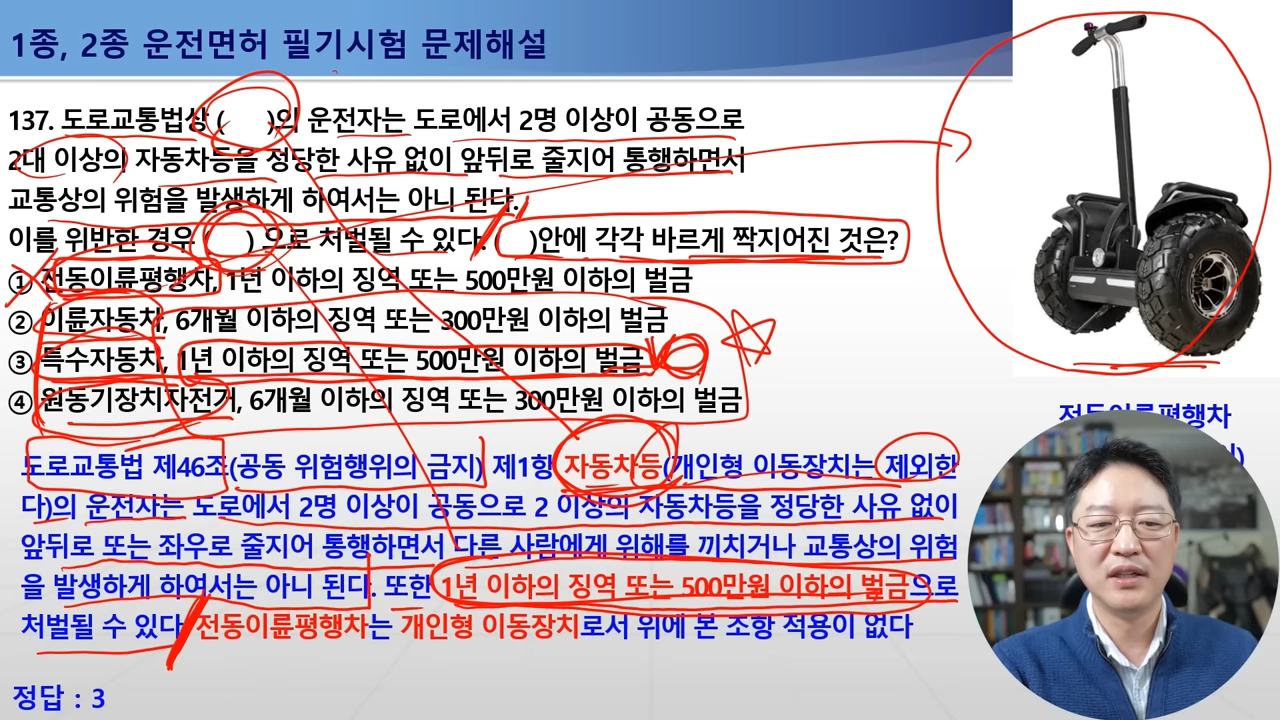 1종, 2종 운전면허 필기시험 문제해설
137. 도로교통법상 ( )의 운전자는 도로에서 2명 이상이 공동으로
2대 이상의 자동차등을 정당한 사유 없이 앞뒤로 줄지어 통행하면서
교통상의 위험을 발생하게 하여서는 아니 된다.
이를 위반한 경우 ( ) 으로 처벌될 수 있다. ( )안에 각각 바르게 짝지어진 것은?
① 전동이륜평행차, 1년 이하의 징역 또는 500만원 이하의 벌금
② 이륜자동차, 6개월 이하의 징역 또는 300만원 이하의 벌금
③ 특수자동차, 1년 이하의 징역 또는 500만원 이하의 벌금
④ 원동기장치자전거, 6개월 이하의 징역 또는 300만원 이하의 벌금
전동이륜평행차
)
도로교통법 제46조(공동 위험행위의 금지) 제1항 자동차등(개인형 이동장치는 제외한
다)의 운전자는 도로에서 2명 이상이 공동으로 2 이상의 자동차등을 정당한 사유 없이
앞뒤로 또는 좌우로 줄지어 통행하면서 다른 사람에게 위해를 끼치거나 교통상의 위험
을 발생하게 하여서는 아니 된다. 또한 1년 이하의 징역 또는 500만원 이하의 벌금으로
처벌될 수 있다. 전동이륜평행차는 개인형 이동장치로서 위에 본 조항 적용이 없다
정답 : 3